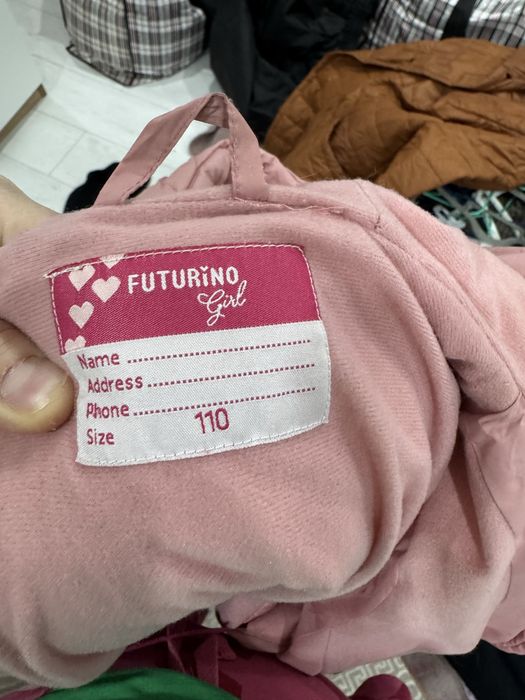 FUTURiNO
Girl
Name ........................................
Address ....................................
Phone .......................................
Size 110